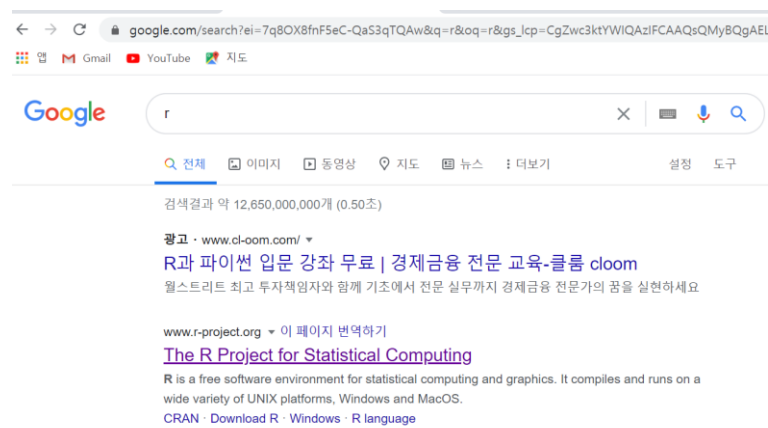 google.com/search?ei=7q8OX8fnF5eC-QaS3qTQAw&q=r&oq=r&gs_lcp=CgZwc3ktYWIQAzIFCAAQsQMyBQgAEL
앱 Gmail YouTube 지도
Google r
전체 이미지 동영상 지도 뉴스 더보기 설정 도구
검색결과 약 12,650,000,000개 (0.50초)
광고 · www.cl-oom.com/
R과 파이썬 입문 강좌 무료 | 경제금융 전문 교육-클룸 cloom
월스트리트 최고 투자책임자와 함께 기초에서 전문 실무까지 경제금융 전문가의 꿈을 실현하세요
www.r-project.org 이 페이지 번역하기
The R Project for Statistical Computing
R is a free software environment for statistical computing and graphics. It compiles and runs on a
wide variety of UNIX platforms, Windows and MacOS.
CRAN · Download R · Windows · R language